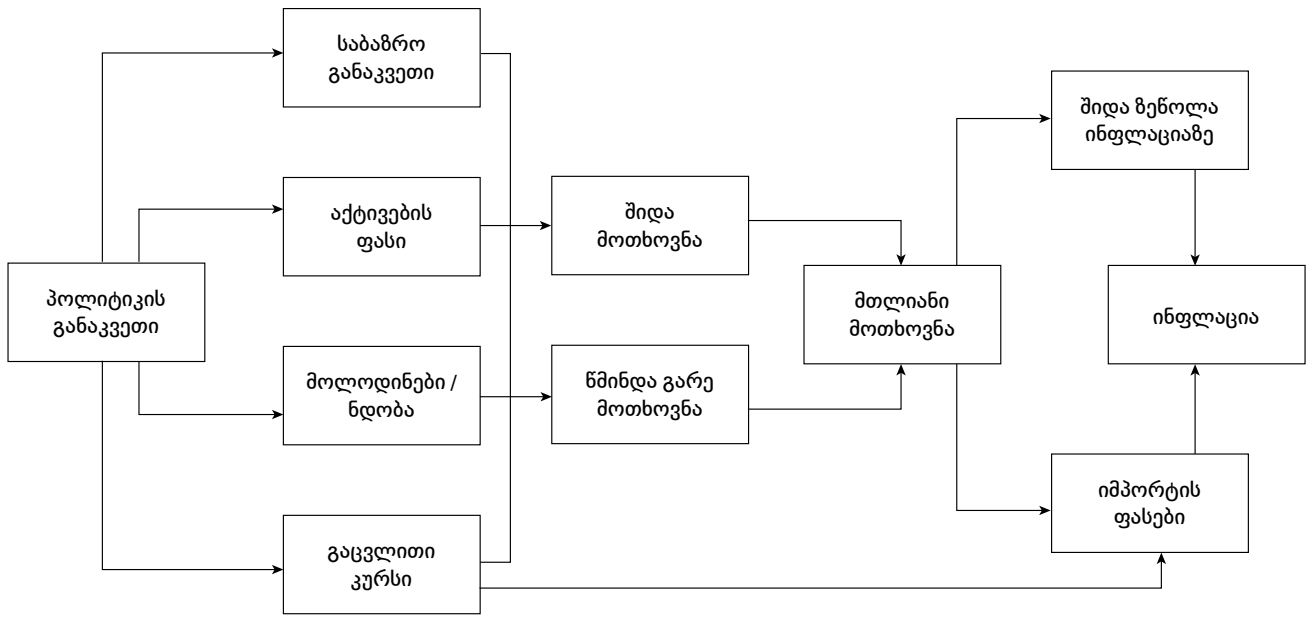 საბაზრო
განაკვეთი
შიდა ზეწოლა
ინფლაციაზე
აქტივების
ფასი
შიდა
მოთხოვნა
პოლიტიკის
განაკვეთი
მთლიანი
მოთხოვნა
ინფლაცია
მოლოდინები /
ნდობა
წმინდა გარე
მოთხოვნა
იმპორტის
ფასები
გაცვლითი
კურსი